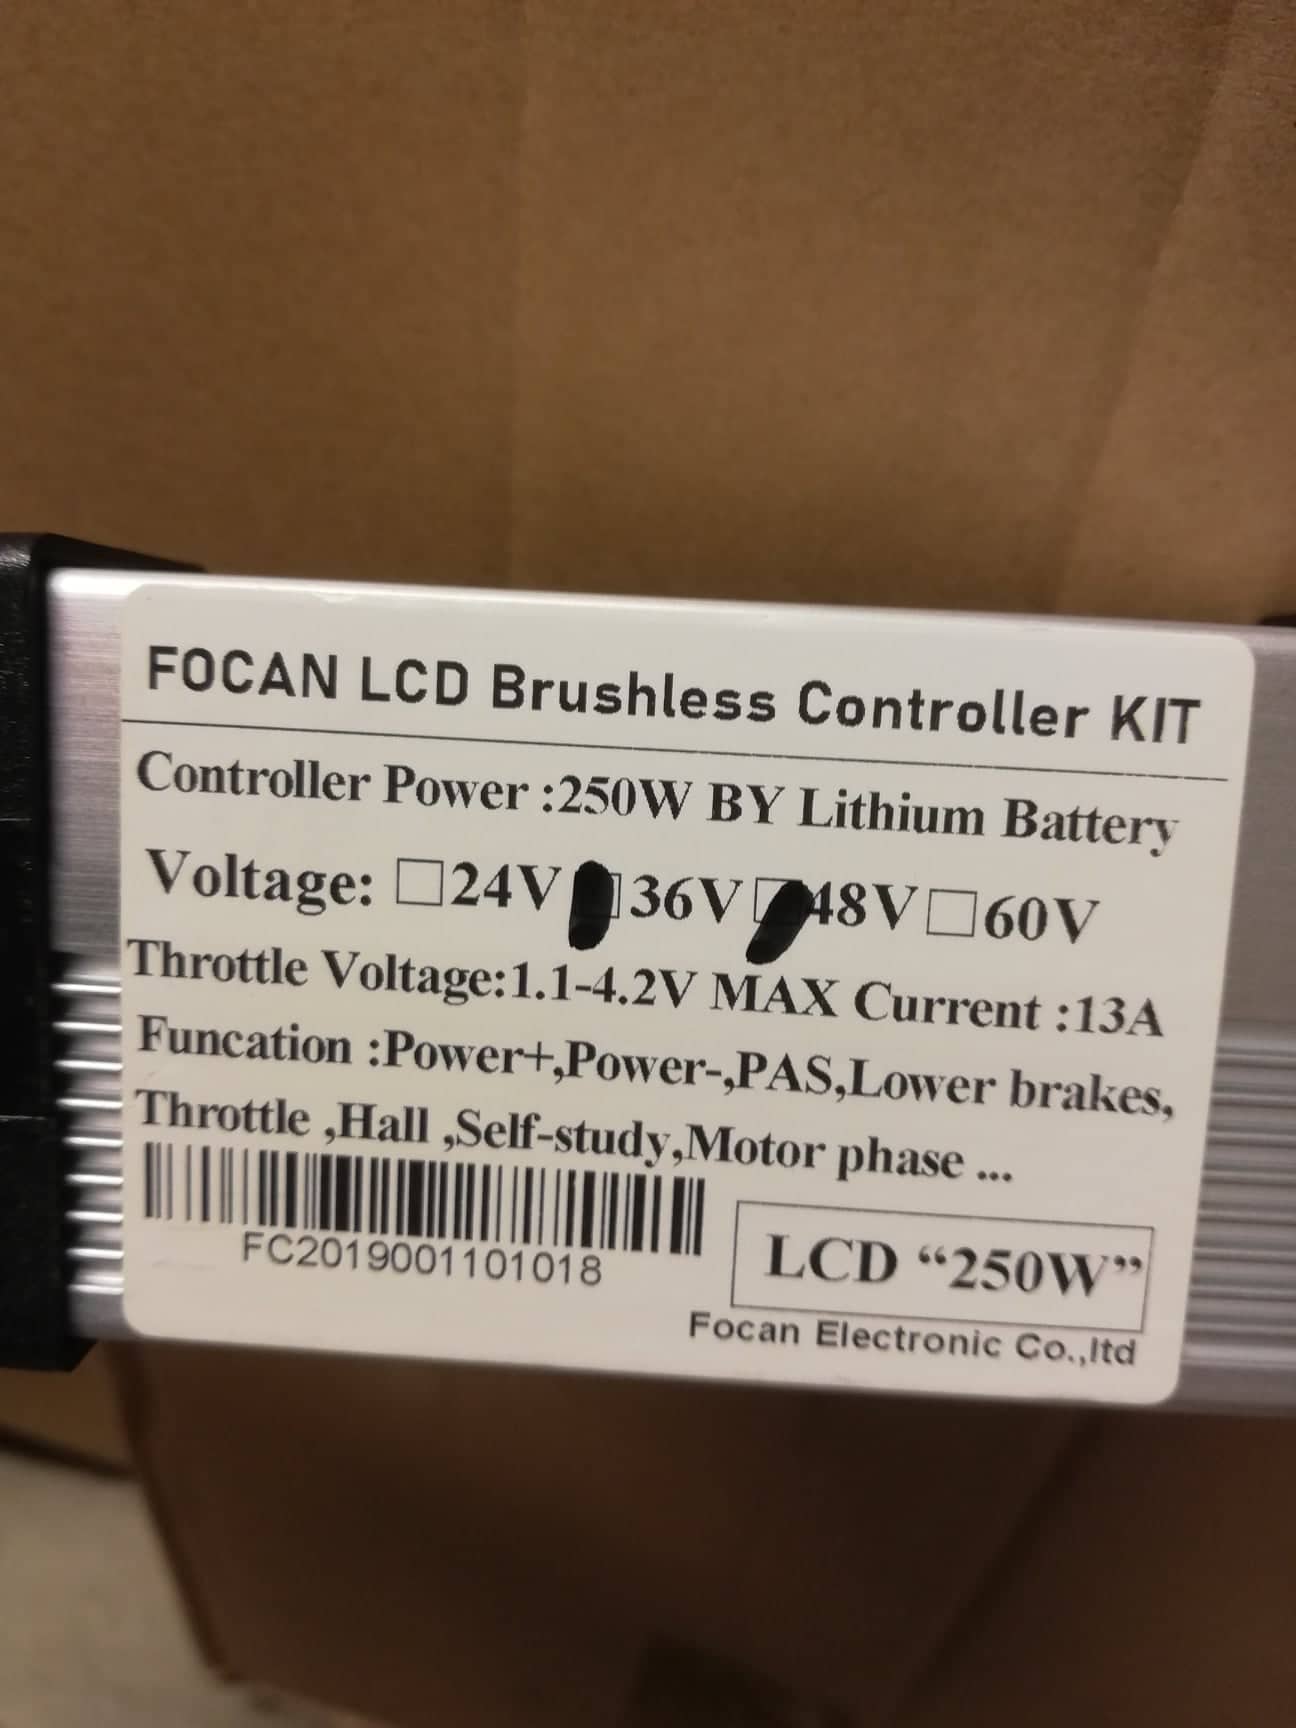 FOCAN LCD Brushless Controller KIT
Controller Power :250W BY Lithium Battery
Voltage: □24V □36V □48V □60V
Throttle Voltage:1.1-4.2V MAX Current :13A
Funcation :Power+,Power-,PAS,Lower brakes,
Throttle ,Hall ,Self-study,Motor phase ...
FC2019001101018
LCD “250W”
Focan Electronic Co.,ltd